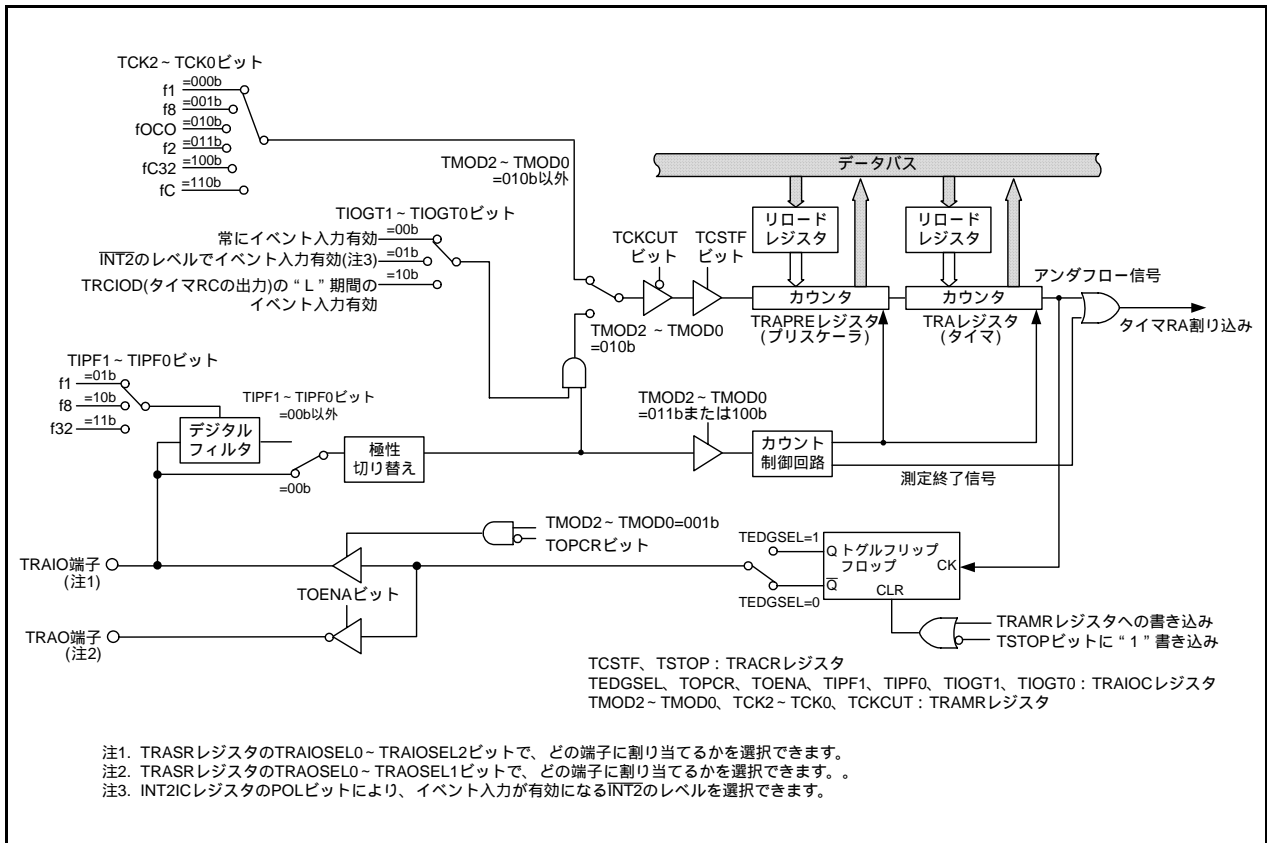 TCK2~TCK0ビット
f1 =000b
f8 =001b
fOCO =010b
f2 =011b
fC32 =100b
fC =110b
TMOD2~TMOD0
=010b以外
データバス
TIOGT1~TIOGT0ビット
常にイベント入力有効 =00b
INT2のレベルでイベント入力有効(注3) =01b
TRCIOD(タイマRCの出力)の“L”期間の =10b
イベント入力有効
TCKCUT
ビット
TCSTF
ビット
リロード
レジスタ
リロード
レジスタ
カウンタ
TRAPREレジスタ
(プリスケーラ)
カウンタ
TRAレジスタ
(タイマ)
アンダフロー信号
タイマRA割り込み
TMOD2~TMOD0
=010b
TIPF1~TIPF0ビット
f1 =01b
f8 =10b
f32 =11b
デジタル
フィルタ
TIPF1~TIPF0ビット
=00b以外
=00b
極性
切り替え
TMOD2~TMOD0
=011bまたは100b
カウント
制御回路
測定終了信号
TMOD2~TMOD0=001b
TOPCRビット
TRAIO端子
(注1)
TOENAビット
TRAO端子
(注2)
TEDGSEL=1
TEDGSEL=0
Q トグルフリップ
フロップ
CK
Q
CLR
TRAMRレジスタへの書き込み
TSTOPビットに“1”書き込み
TCSTF、TSTOP:TRACRレジスタ
TEDGSEL、TOPCR、TOENA、TIPF1、TIPF0、TIOGT1、TIOGT0:TRAIOCレジスタ
TMOD2~TMOD0、TCK2~TCK0、TCKCUT:TRAMRレジスタ
注1. TRASRレジスタのTRAIOSEL0~TRAIOSEL2ビットで、どの端子に割り当てるかを選択できます。
注2. TRASRレジスタのTRAOSEL0~TRAOSEL1ビットで、どの端子に割り当てるかを選択できます。。
注3. INT2ICレジスタのPOLビットにより、イベント入力が有効になるINT2のレベルを選択できます。